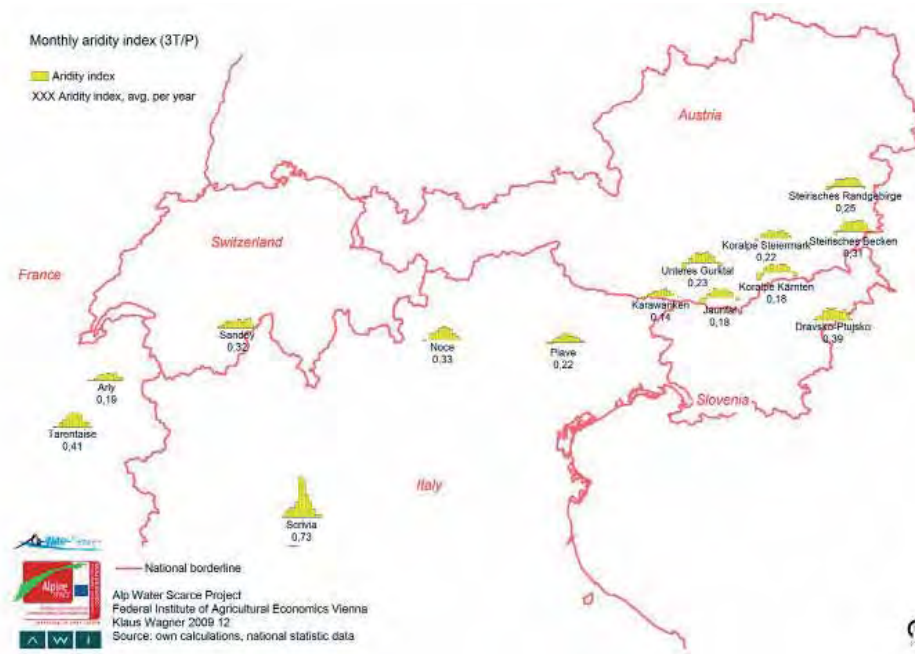 Monthly aridity index (3T/P)
Aridity index
XXX Aridity index, avg. per year
Austria
Steirisches Randgebirge
0,25
Switzerland
Koralpe Steiermark
0,22
Steirisches Becken
0,31
France
Unteres Gurktal
0,23
Koralpe Kärnten
0,18
Karawanken
0,14
Jauntal
0,18
Dravsko-Ptujsko
0,39
Sandey
0,32
Noce
0,33
Piave
0,22
Arly
0,19
Slovenia
Tarentaise
0,41
Italy
Scrivia
0,73
National borderline
Alpine
Alp Water Scarce Project
Federal Institute of Agricultural Economics Vienna
Klaus Wagner 2009 12
Source: own calculations, national statistic data
AWI